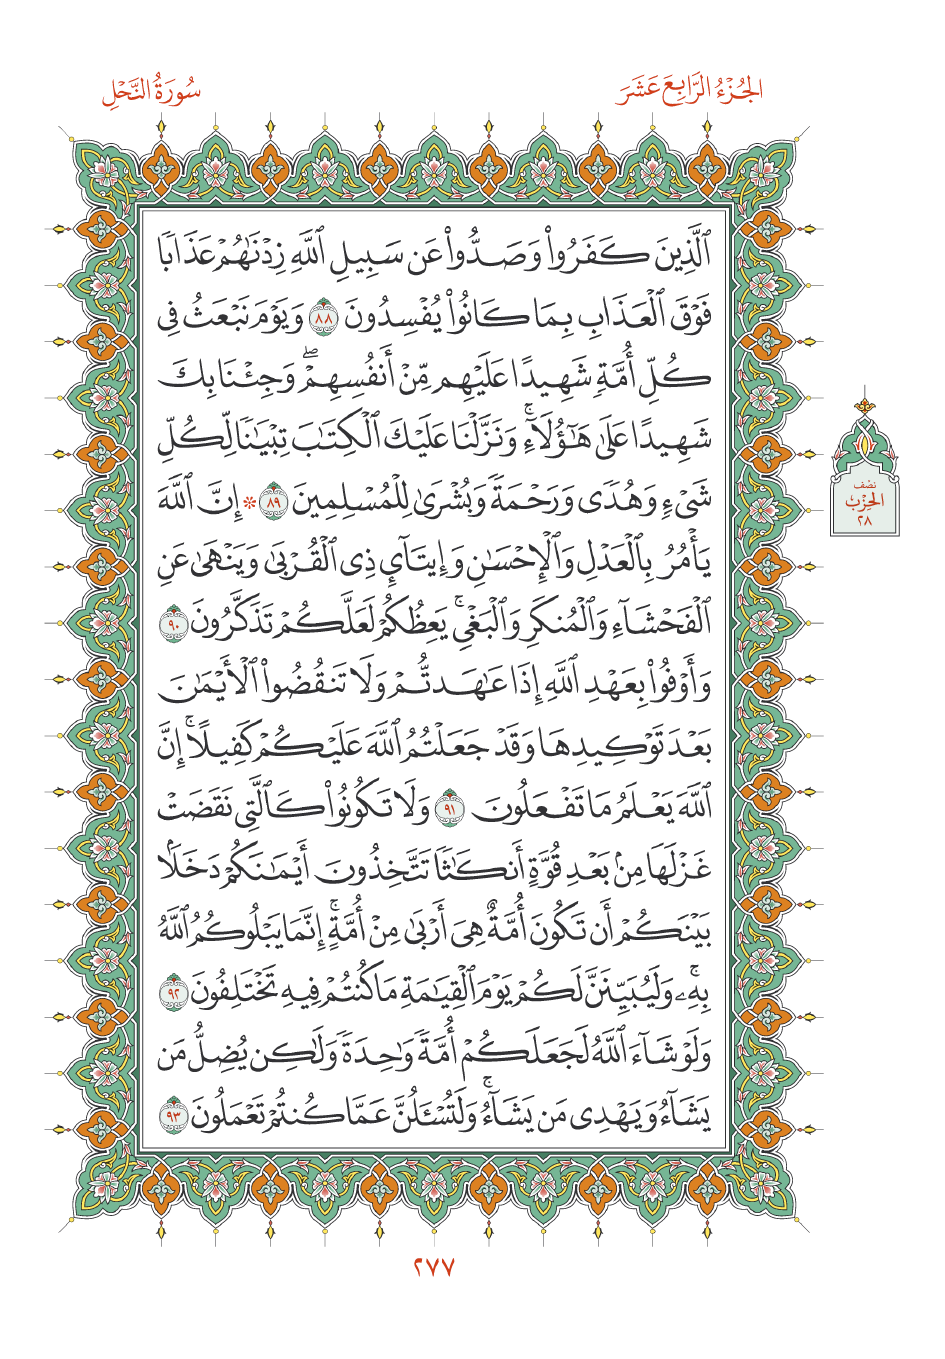 الجُزْءُ الرَّابِعَ عَشَرَ
سُورَةُ النَّحْلِ
ٱلَّذِينَ كَفَرُواْ وَصَدُّواْ عَن سَبِيلِ ٱللَّهِ زِدۡنَٰهُمۡ عَذَابٗا
فَوۡقَ ٱلۡعَذَابِ بِمَا كَانُواْ يُفۡسِدُونَ ٨٨ وَيَوۡمَ نَبۡعَثُ فِي
كُلِّ أُمَّةٖ شَهِيدًا عَلَيۡهِم مِّنۡ أَنفُسِهِمۡۖ وَجِئۡنَا بِكَ
شَهِيدًا عَلَىٰ هَٰٓؤُلَآءِۚ وَنَزَّلۡنَا عَلَيۡكَ ٱلۡكِتَٰبَ تِبۡيَٰنٗا لِّكُلِّ
شَيۡءٖ وَهُدٗى وَرَحۡمَةٗ وَبُشۡرَىٰ لِلۡمُسۡلِمِينَ ٨٩ * إِنَّ ٱللَّهَ
يَأۡمُرُ بِٱلۡعَدۡلِ وَٱلۡإِحۡسَٰنِ وَإِيتَآيِٕ ذِي ٱلۡقُرۡبَىٰ وَيَنۡهَىٰ عَنِ
ٱلۡفَحۡشَآءِ وَٱلۡمُنكَرِ وَٱلۡبَغۡيِۚ يَعِظُكُمۡ لَعَلَّكُمۡ تَذَكَّرُونَ ٩٠
وَأَوۡفُواْ بِعَهۡدِ ٱللَّهِ إِذَا عَٰهَدتُّمۡ وَلَا تَنقُضُواْ ٱلۡأَيۡمَٰنَ
بَعۡدَ تَوۡكِيدِهَا وَقَدۡ جَعَلۡتُمُ ٱللَّهَ عَلَيۡكُمۡ كَفِيلًاۚ إِنَّ
ٱللَّهَ يَعۡلَمُ مَا تَفۡعَلُونَ ٩١ وَلَا تَكُونُواْ كَٱلَّتِي نَقَضَتۡ
غَزۡلَهَا مِنۢ بَعۡدِ قُوَّةٍ أَنكَٰثٗا تَتَّخِذُونَ أَيۡمَٰنَكُمۡ دَخَلَۢا
بَيۡنَكُمۡ أَن تَكُونَ أُمَّةٌ هِيَ أَرۡبَىٰ مِنۡ أُمَّةٍۚ إِنَّمَا يَبۡلُوكُمُ ٱللَّهُ
بِهِۦۚ وَلَيُبَيِّنَنَّ لَكُمۡ يَوۡمَ ٱلۡقِيَٰمَةِ مَا كُنتُمۡ فِيهِ تَخۡتَلِفُونَ ٩٢
وَلَوۡ شَآءَ ٱللَّهُ لَجَعَلَكُمۡ أُمَّةٗ وَٰحِدَةٗ وَلَٰكِن يُضِلُّ مَن
يَشَآءُ وَيَهۡدِي مَن يَشَآءُۚ وَلَتُسۡـَٔلُنَّ عَمَّا كُنتُمۡ تَعۡمَلُونَ ٩٣
نصْف
الحِزْبُ
٢٨
٢٧٧